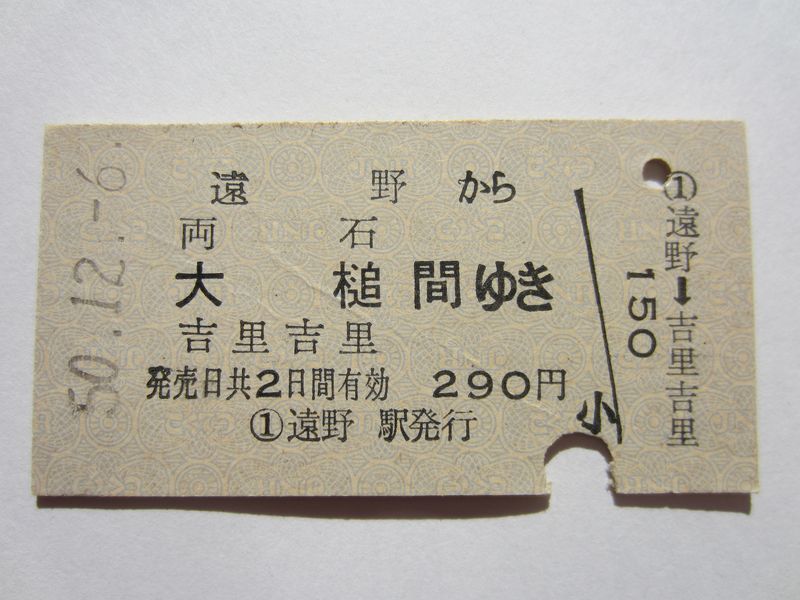 50.12.-6.
遠野から
両石
大槌間ゆき
吉里吉里
発売日共2日間有効 290円
①遠野 駅発行
小
①遠野➡吉里吉里
150